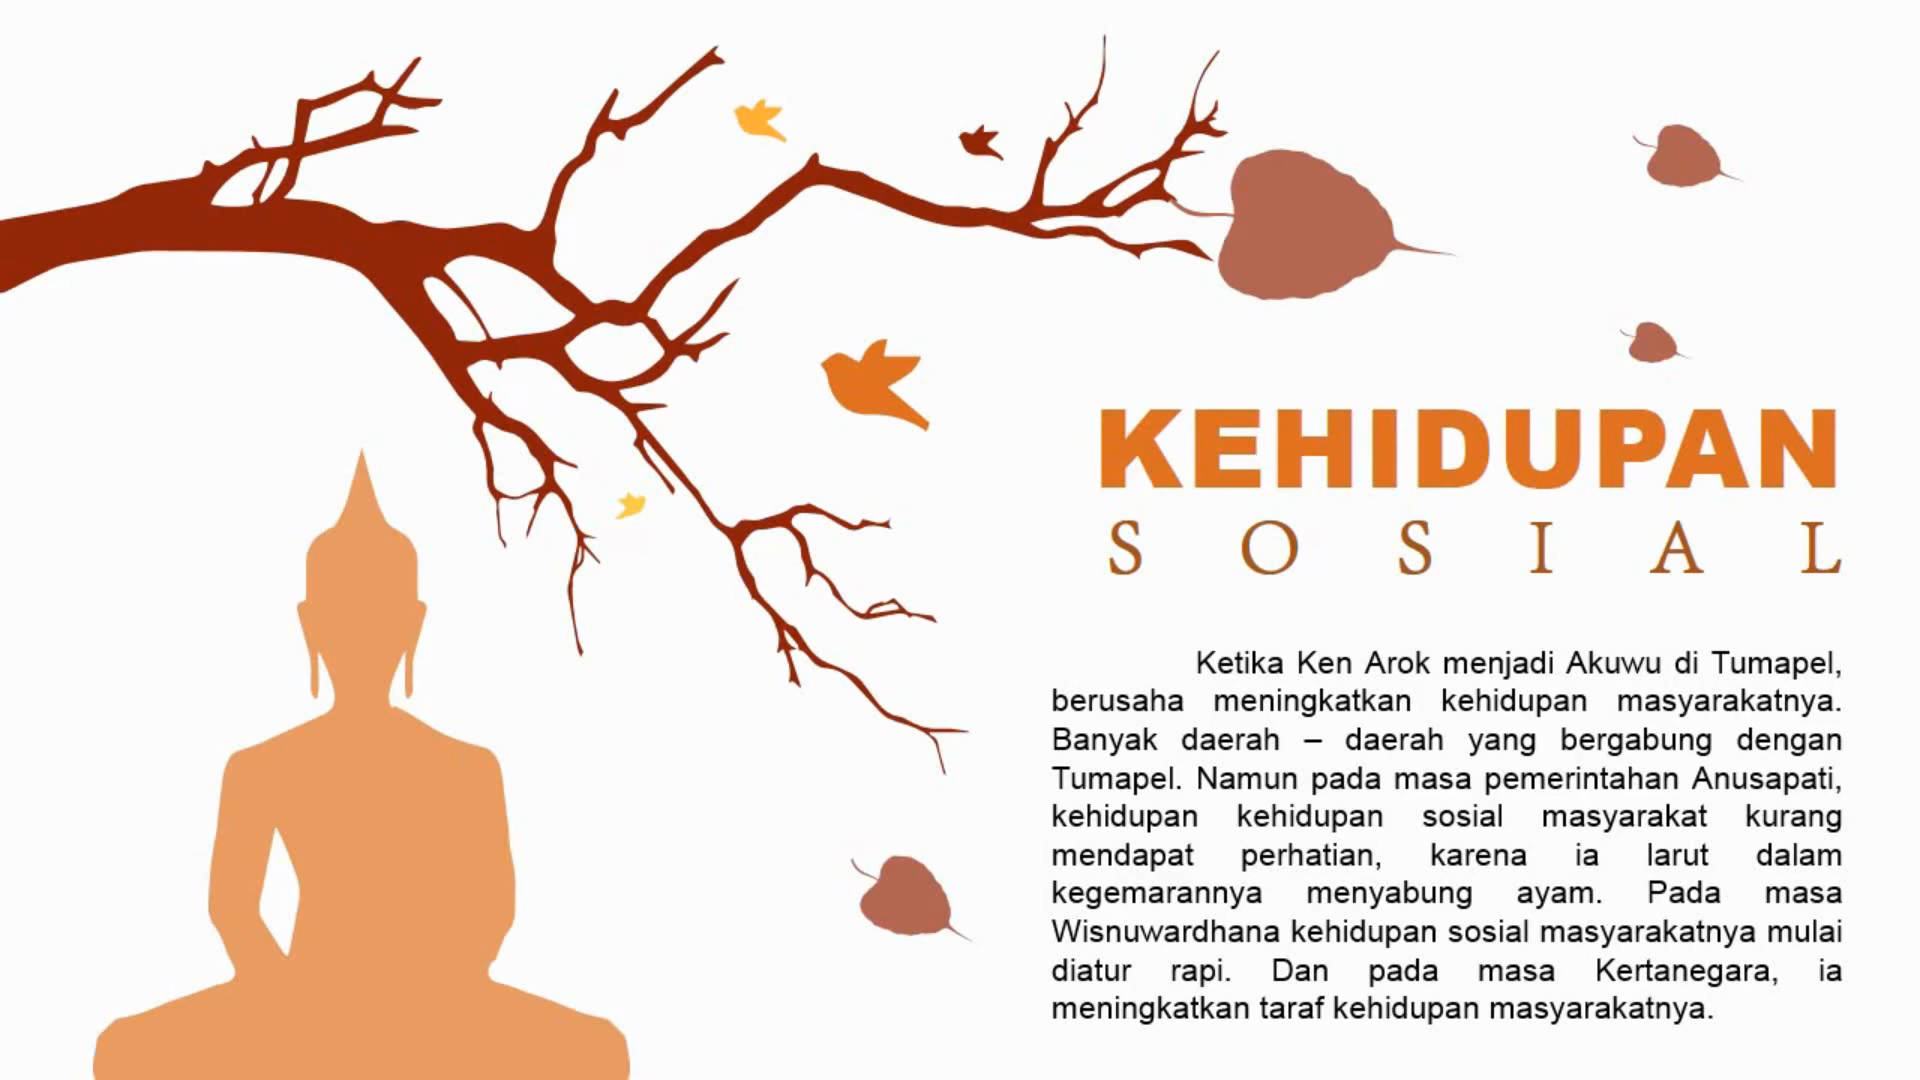 KEHIDUPAN
SOSIAL
Ketika Ken Arok menjadi Akuwu di Tumapel,
berusaha meningkatkan kehidupan masyarakatnya.
Banyak daerah – daerah yang bergabung dengan
Tumapel. Namun pada masa pemerintahan Anusapati,
kehidupan kehidupan sosial masyarakat kurang
mendapat perhatian, karena ia larut dalam
kegemarannya menyabung ayam. Pada masa
Wisnuwardhana kehidupan sosial masyarakatnya mulai
diatur rapi. Dan pada masa Kertanegara, ia
meningkatkan taraf kehidupan masyarakatnya.